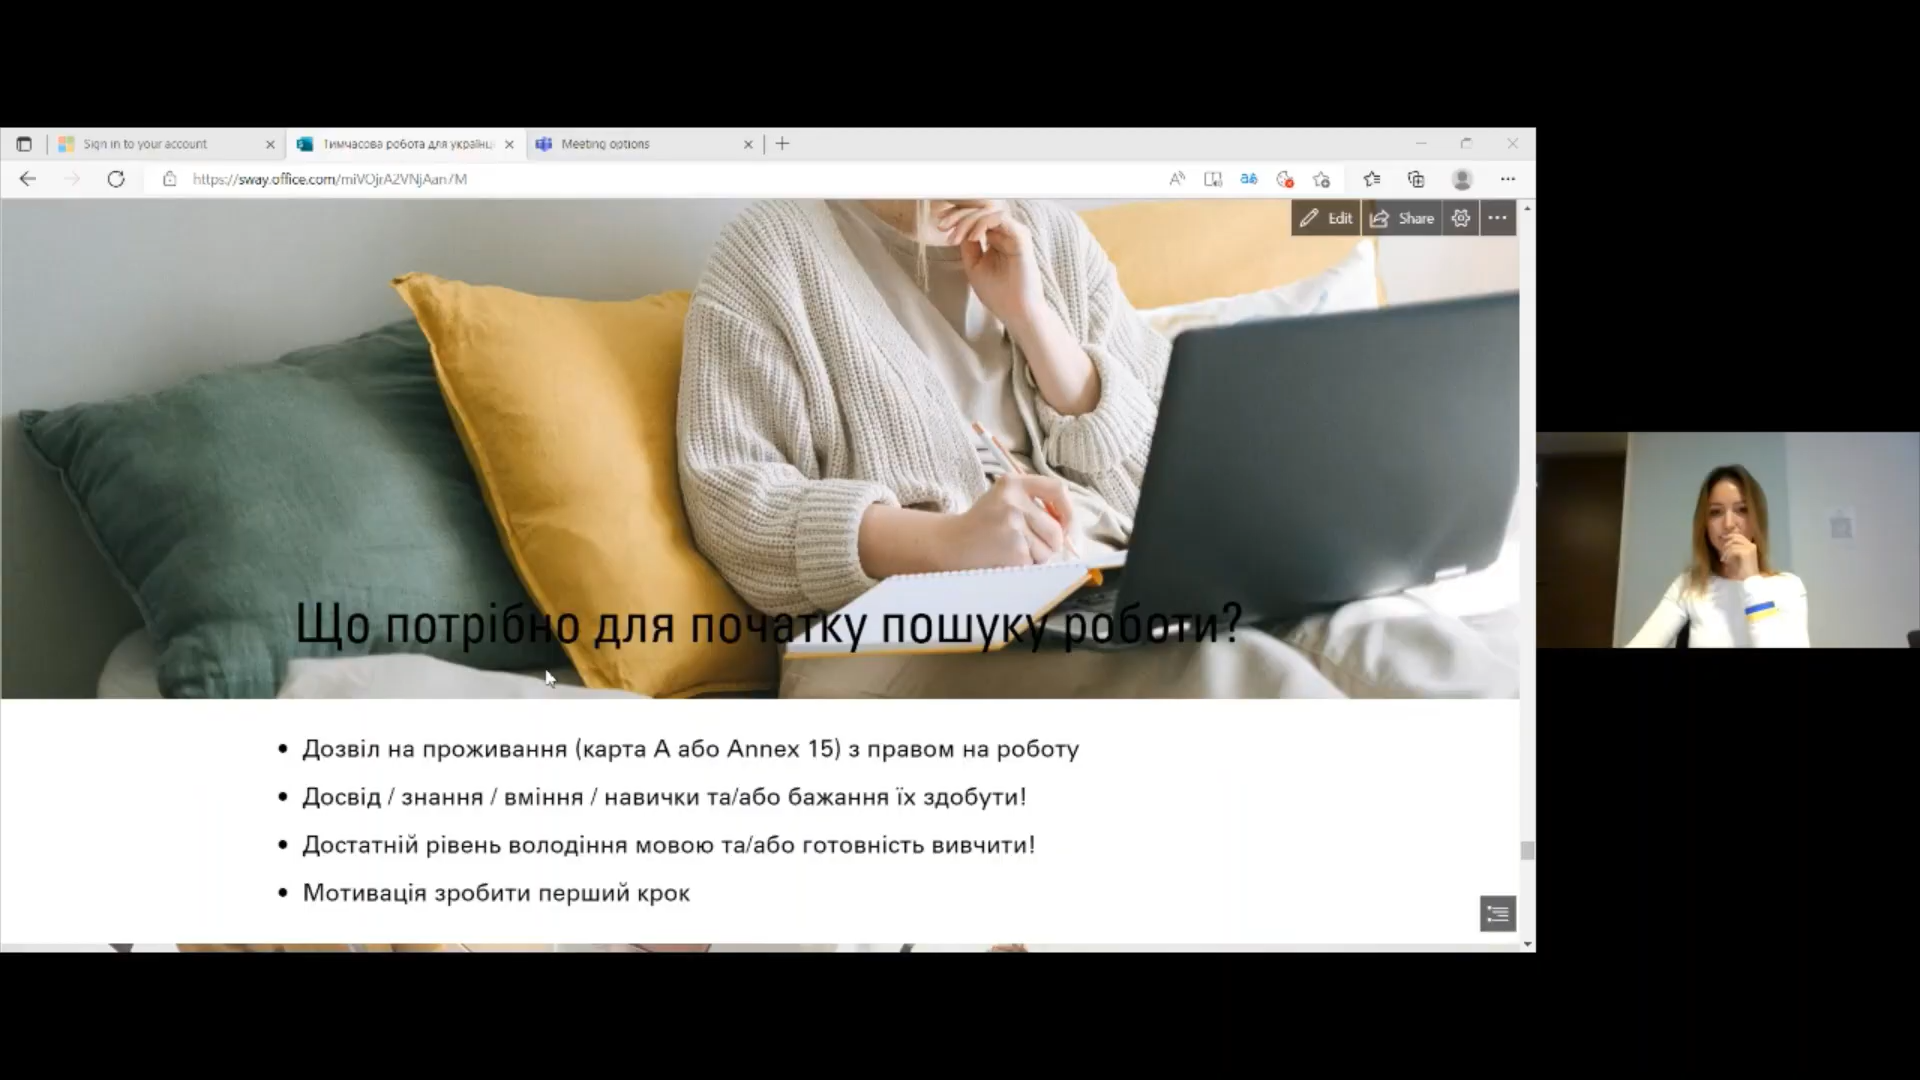 Sign in to your account
Тимчасова робота для українц
Meeting options
https://sway.office.com/miVOjrA2VNjAan7M
Edit
Share
Що потрібно для початку пошуку роботи?
• Дозвіл на проживання (карта А або Annex 15) з правом на роботу
• Досвід / знання / вміння / навички та/або бажання їх здобути!
• Достатній рівень володіння мовою та/або готовність вивчити!
• Мотивація зробити перший крок